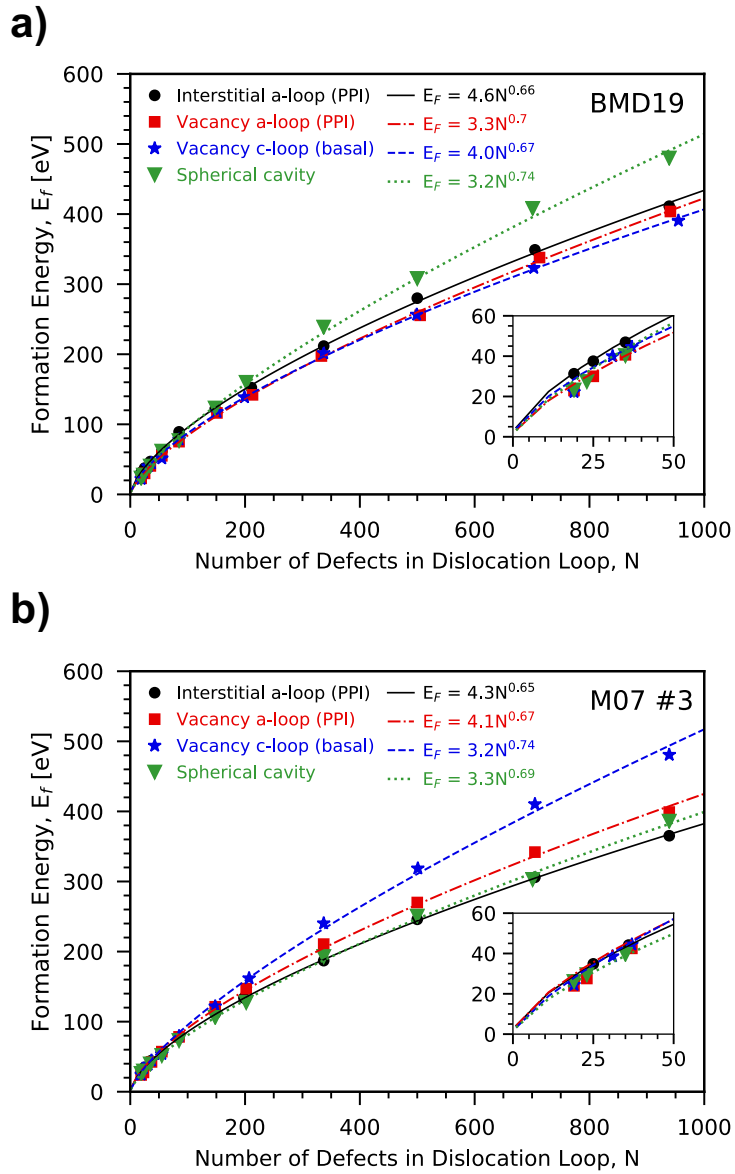 a)
600
500
400
300
200
100
0
Formation Energy, E_f [eV]
Interstitial a-loop (PPI)
Vacancy a-loop (PPI)
Vacancy c-loop (basal)
Spherical cavity
E_F = 4.6N^0.66
E_F = 3.3N^0.7
E_F = 4.0N^0.67
E_F = 3.2N^0.74
BMD19
60
40
20
0
0 25 50
0 200 400 600 800 1000
Number of Defects in Dislocation Loop, N
b)
600
500
400
300
200
100
0
Formation Energy, E_f [eV]
Interstitial a-loop (PPI)
Vacancy a-loop (PPI)
Vacancy c-loop (basal)
Spherical cavity
E_F = 4.3N^0.65
E_F = 4.1N^0.67
E_F = 3.2N^0.74
E_F = 3.3N^0.69
M07 #3
60
40
20
0
0 25 50
0 200 400 600 800 1000
Number of Defects in Dislocation Loop, N